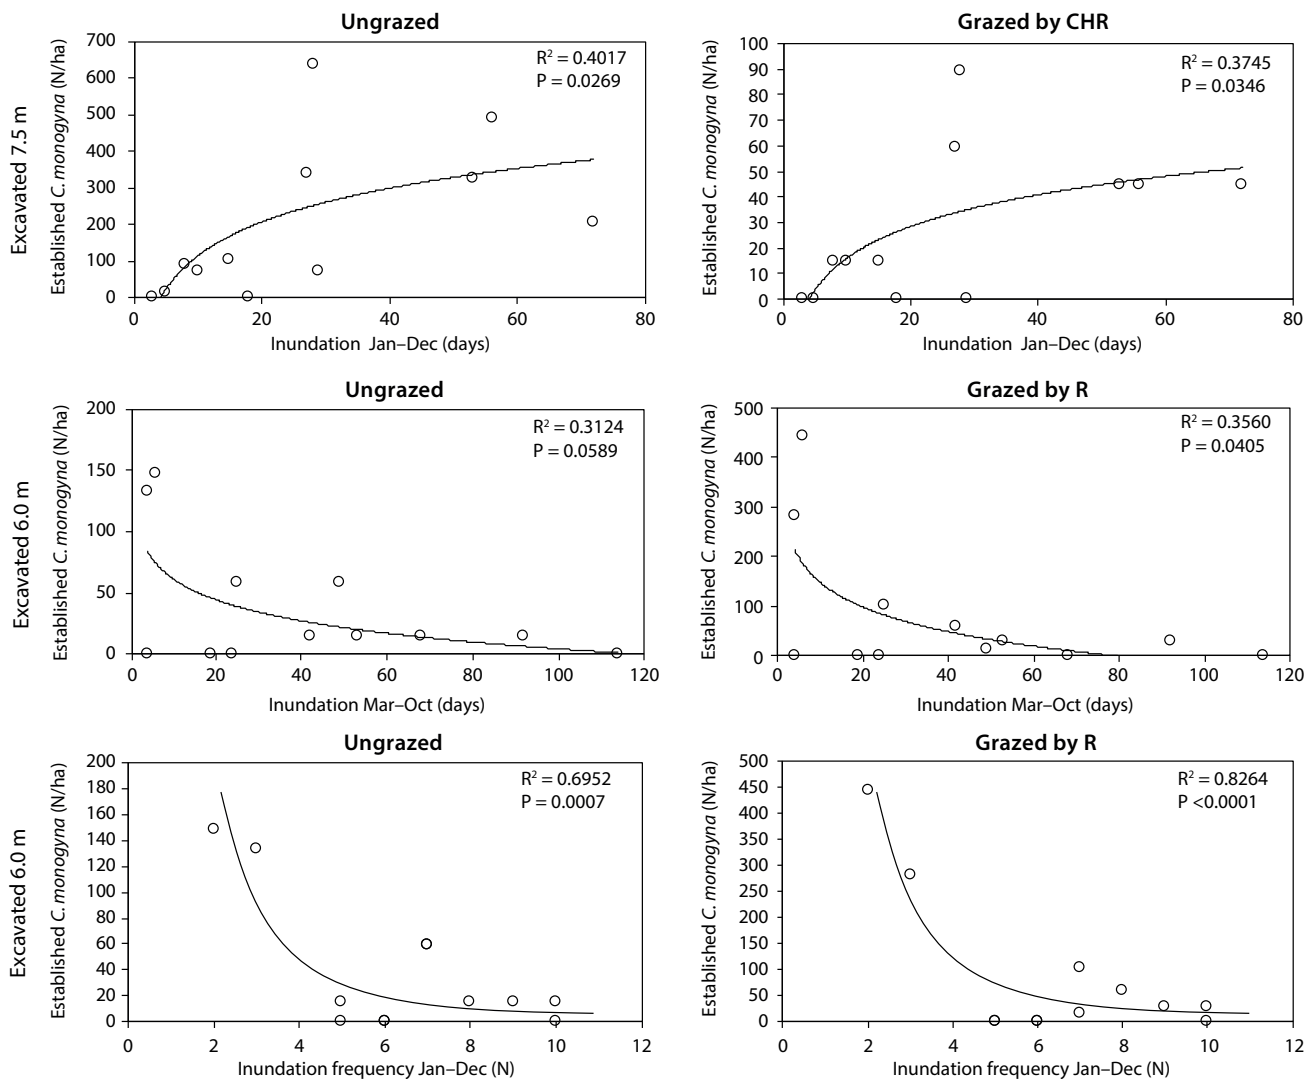 Ungrazed
R² = 0.4017
P = 0.0269
Excavated 7.5 m
Established C. monogyna (N/ha)
700
600
500
400
300
200
100
0
0 20 40 60 80
Inundation Jan–Dec (days)
Grazed by CHR
R² = 0.3745
P = 0.0346
Established C. monogyna (N/ha)
100
90
80
70
60
50
40
30
20
10
0
0 20 40 60 80
Inundation Jan–Dec (days)
Ungrazed
R² = 0.3124
P = 0.0589
Excavated 6.0 m
Established C. monogyna (N/ha)
200
150
100
50
0
0 20 40 60 80 100 120
Inundation Mar–Oct (days)
Grazed by R
R² = 0.3560
P = 0.0405
Established C. monogyna (N/ha)
500
400
300
200
100
0
0 20 40 60 80 100 120
Inundation Mar–Oct (days)
Ungrazed
R² = 0.6952
P = 0.0007
Excavated 6.0 m
Established C. monogyna (N/ha)
200
180
160
140
120
100
80
60
40
20
0
0 2 4 6 8 10 12
Inundation frequency Jan–Dec (N)
Grazed by R
R² = 0.8264
P <0.0001
Established C. monogyna (N/ha)
500
450
400
350
300
250
200
150
100
50
0
0 2 4 6 8 10 12
Inundation frequency Jan–Dec (N)